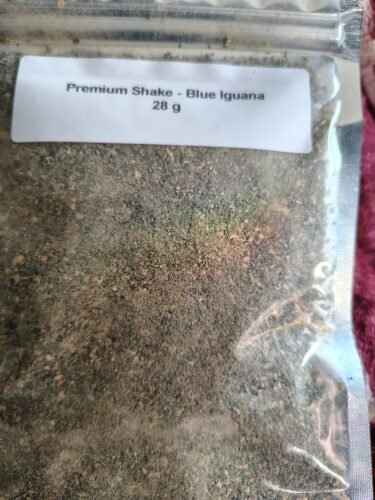 Premium Shake - Blue Iguana
28 g